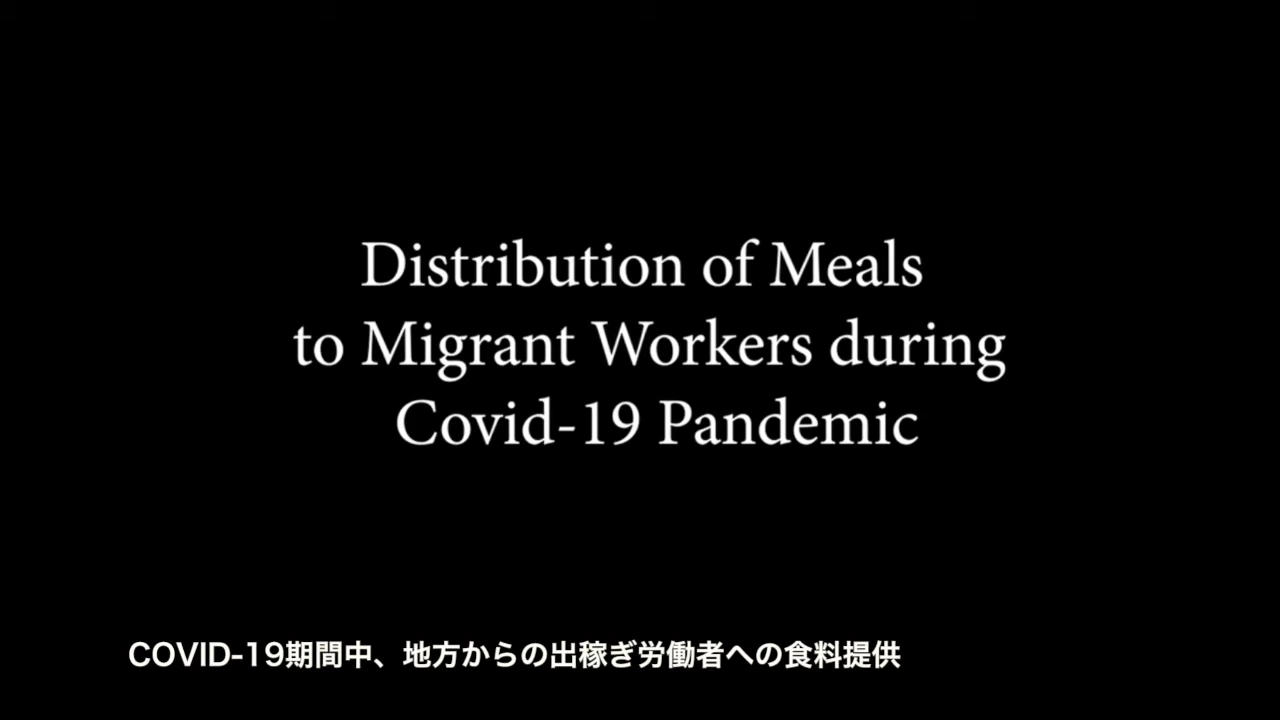 Distribution of Meals
to Migrant Workers during
Covid-19 Pandemic
COVID-19期間中、地方からの出稼ぎ労働者への食料提供